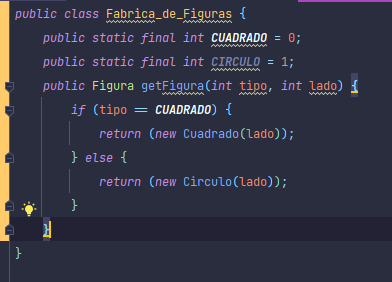 public class Fabrica_de_Figuras {
public static final int CUADRADO = 0;
public static final int CIRCULO = 1;
public Figura getFigura(int tipo, int lado) {
if (tipo == CUADRADO) {
return (new Cuadrado(lado));
} else {
return (new Circulo(lado));
}
}
}